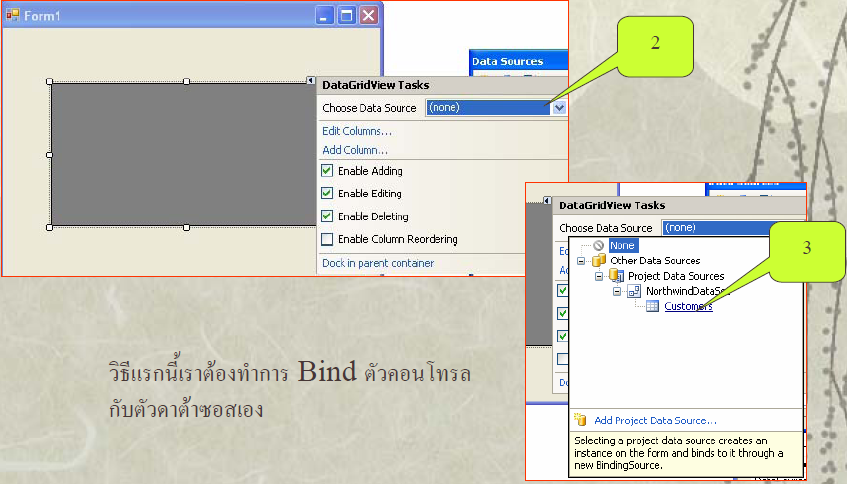 Form1
Data Sources
2
DataGridView Tasks
Choose Data Source (none)
Edit Columns...
Add Column...
Enable Adding
Enable Editing
Enable Deleting
Enable Column Reordering
Dock in parent container
DataGridView Tasks
Choose Data Source (none)
3
None
Other Data Sources
Project Data Sources
NorthwindDataSe
Customers
Add Project Data Source...
Selecting a project data source creates an
instance on the form and binds to it through a
new BindingSource.
วิธีแรกนี้เราต้องทำการ Bind ตัวคอนโทรล
กับตัวดาต้าซอสเอง